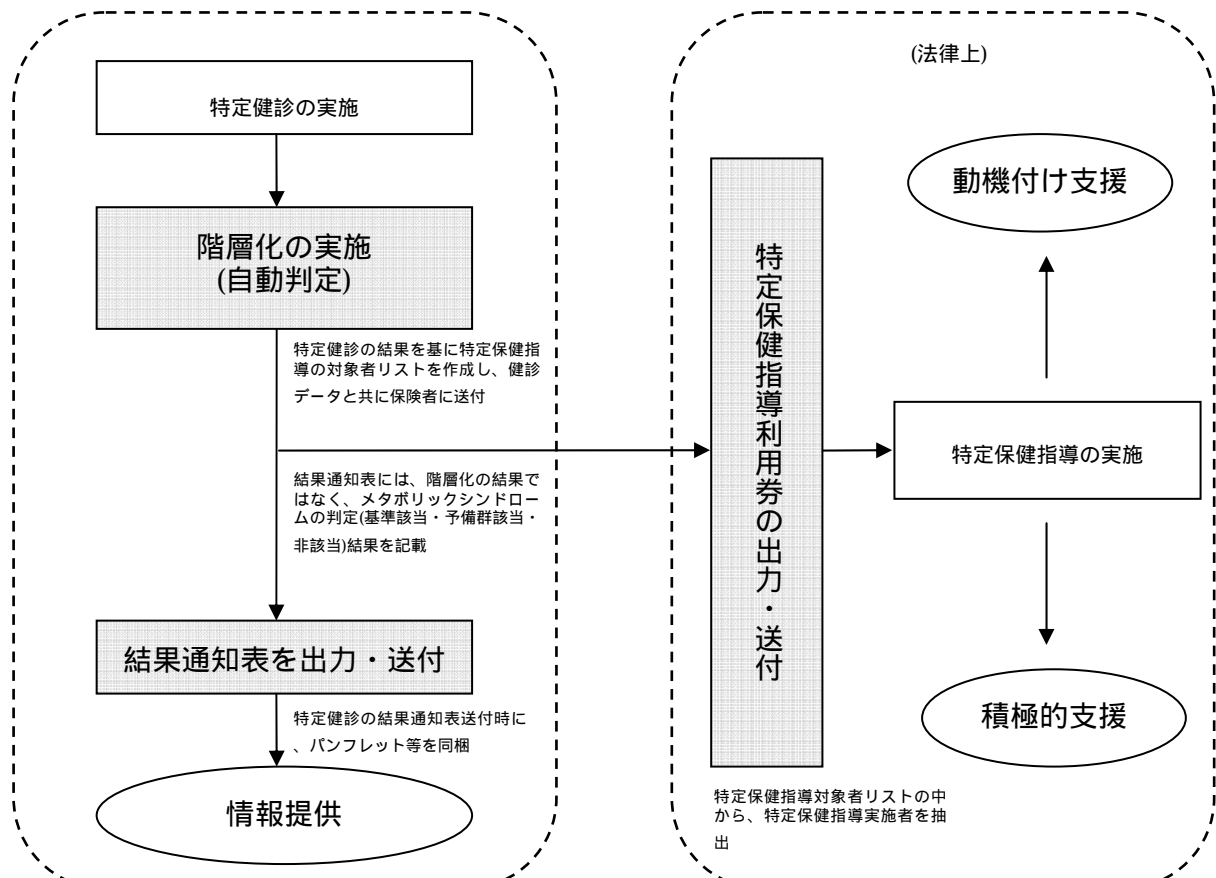 特定健診の実施
階層化の実施
(自動判定)
特定健診の結果を基に特定保健指
導の対象者リストを作成し、健診
データと共に保険者に送付
結果通知表には、階層化の結果で
はなく、メタボリックシンドロー
ムの判定(基準該当・予備群該当・
非該当)結果を記載
結果通知表を出力・送付
特定健診の結果通知表送付時に
、パンフレット等を同梱
情報提供
(法律上)
特定保健指導利用券の出力・送付
動機付け支援
特定保健指導の実施
積極的支援
特定保健指導対象者リストの中
から、特定保健指導実施者を抽
出